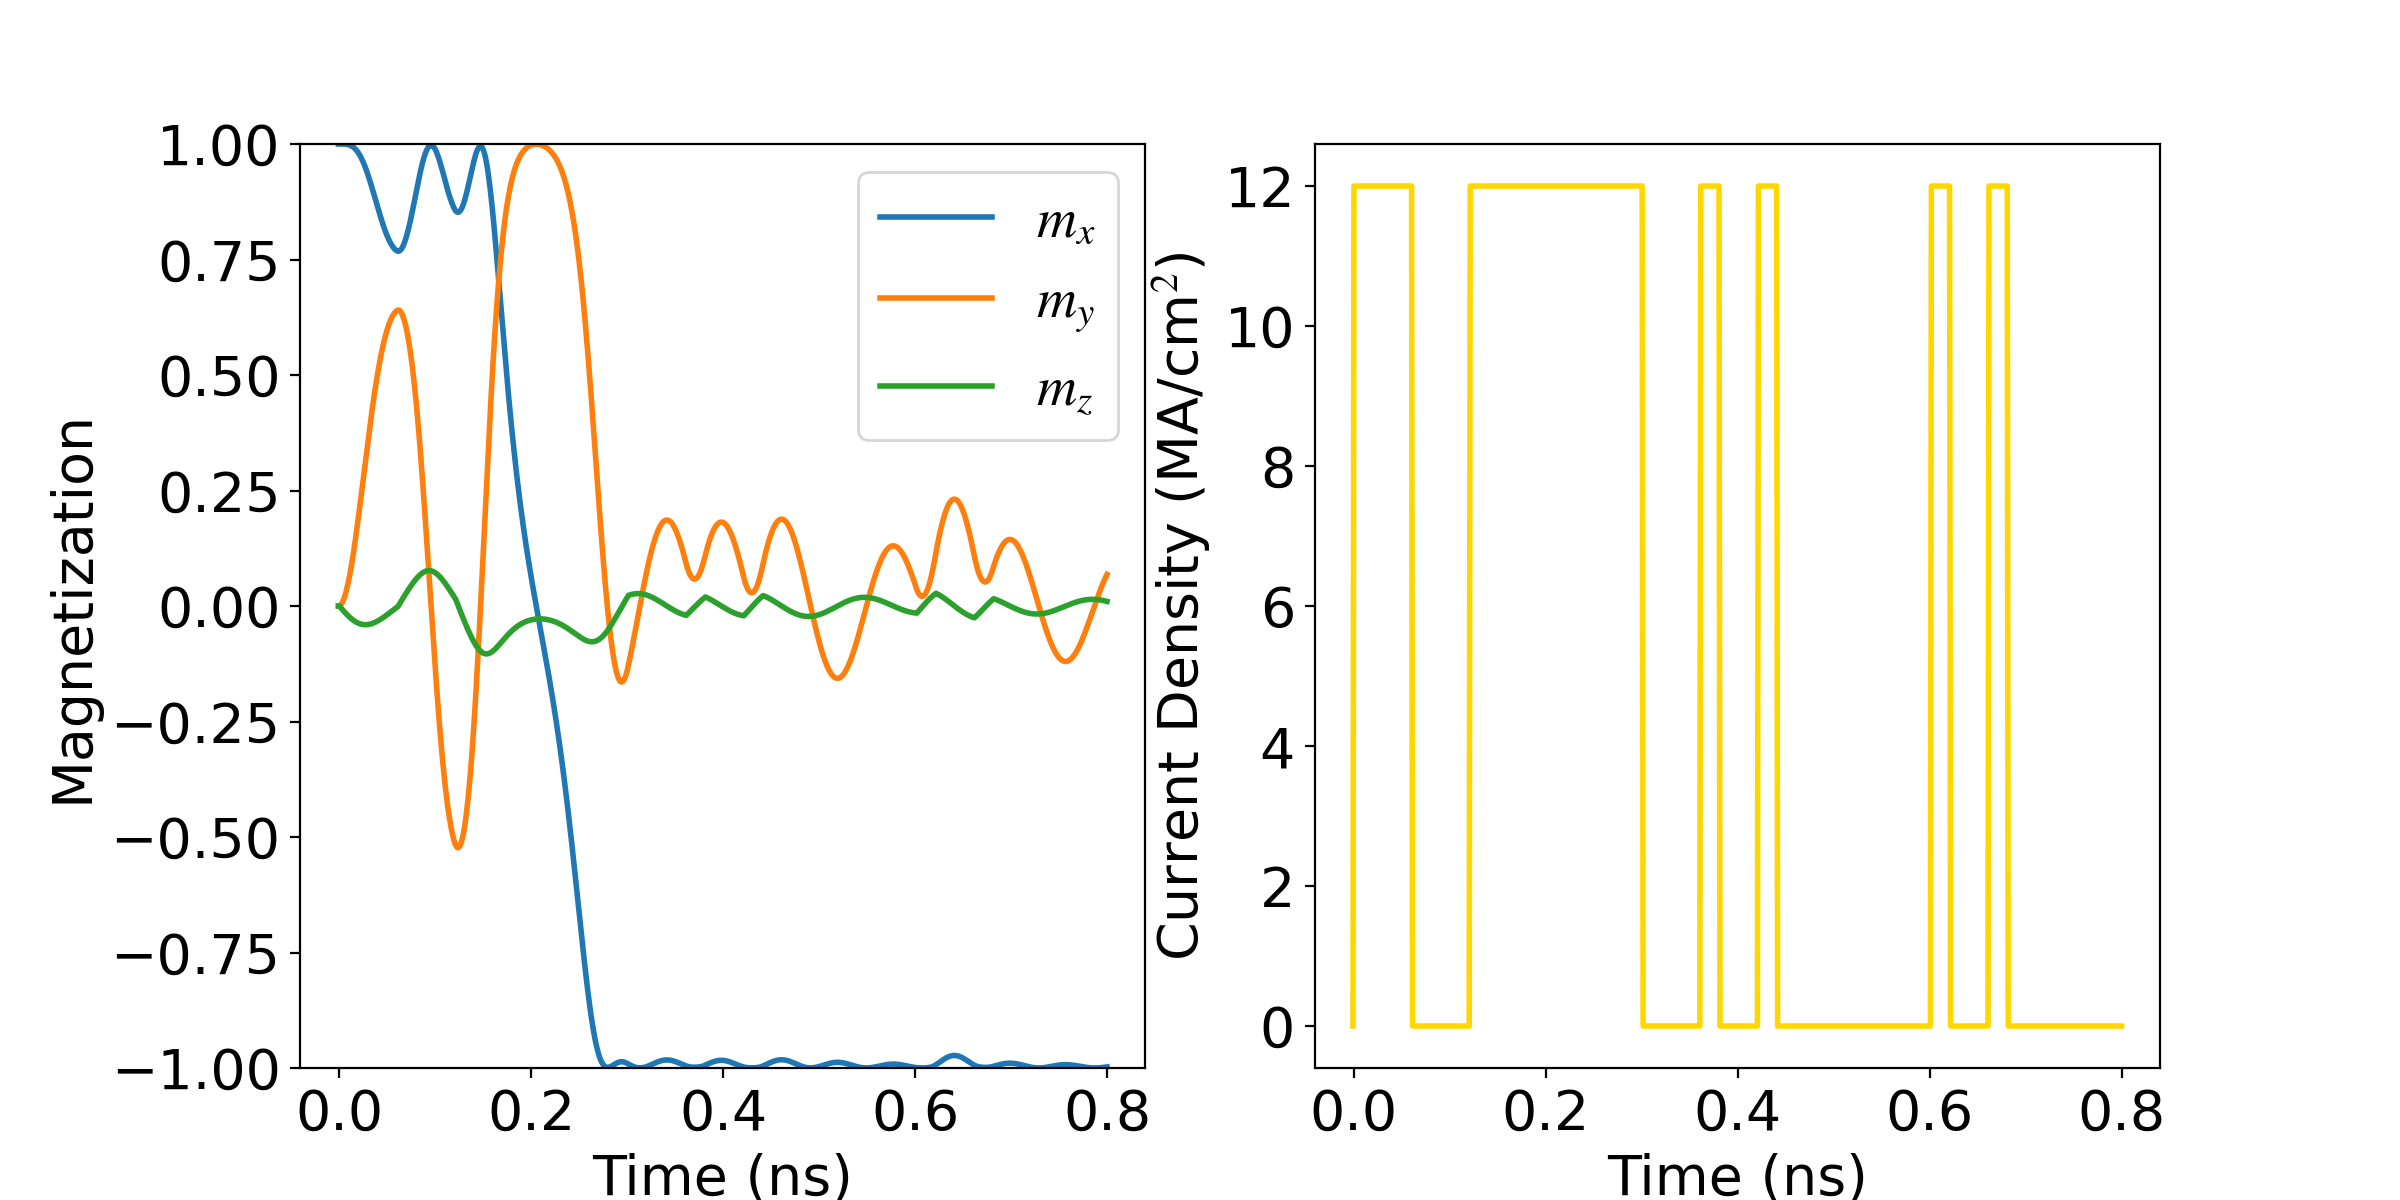 Magnetization
1.00
0.75
0.50
0.25
0.00
−0.25
−0.50
−0.75
−1.00
0.0 0.2 0.4 0.6 0.8
Time (ns)
m_x
m_y
m_z
Current Density (MA/cm²)
12
10
8
6
4
2
0
0.0 0.2 0.4 0.6 0.8
Time (ns)